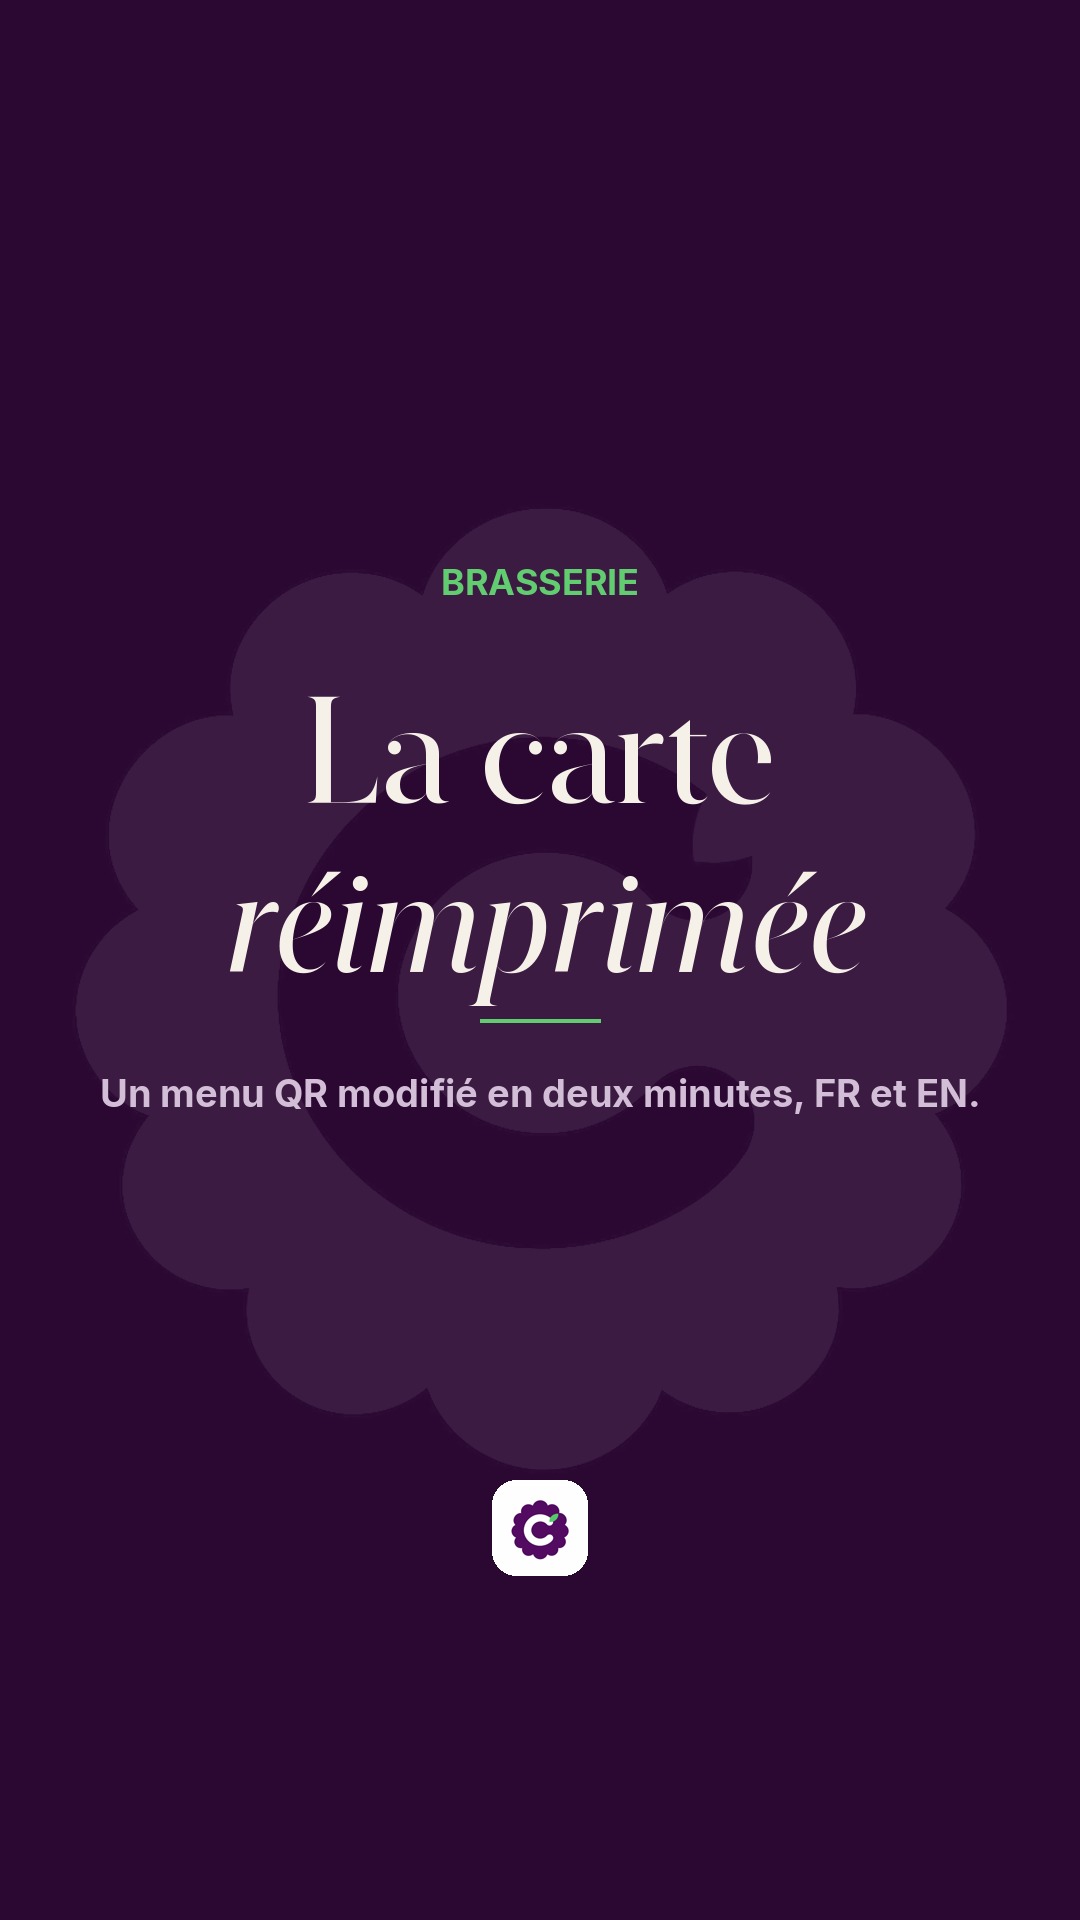 BRASSERIE
La carte
réimprimée
Un menu QR modifié en deux minutes, FR et EN.